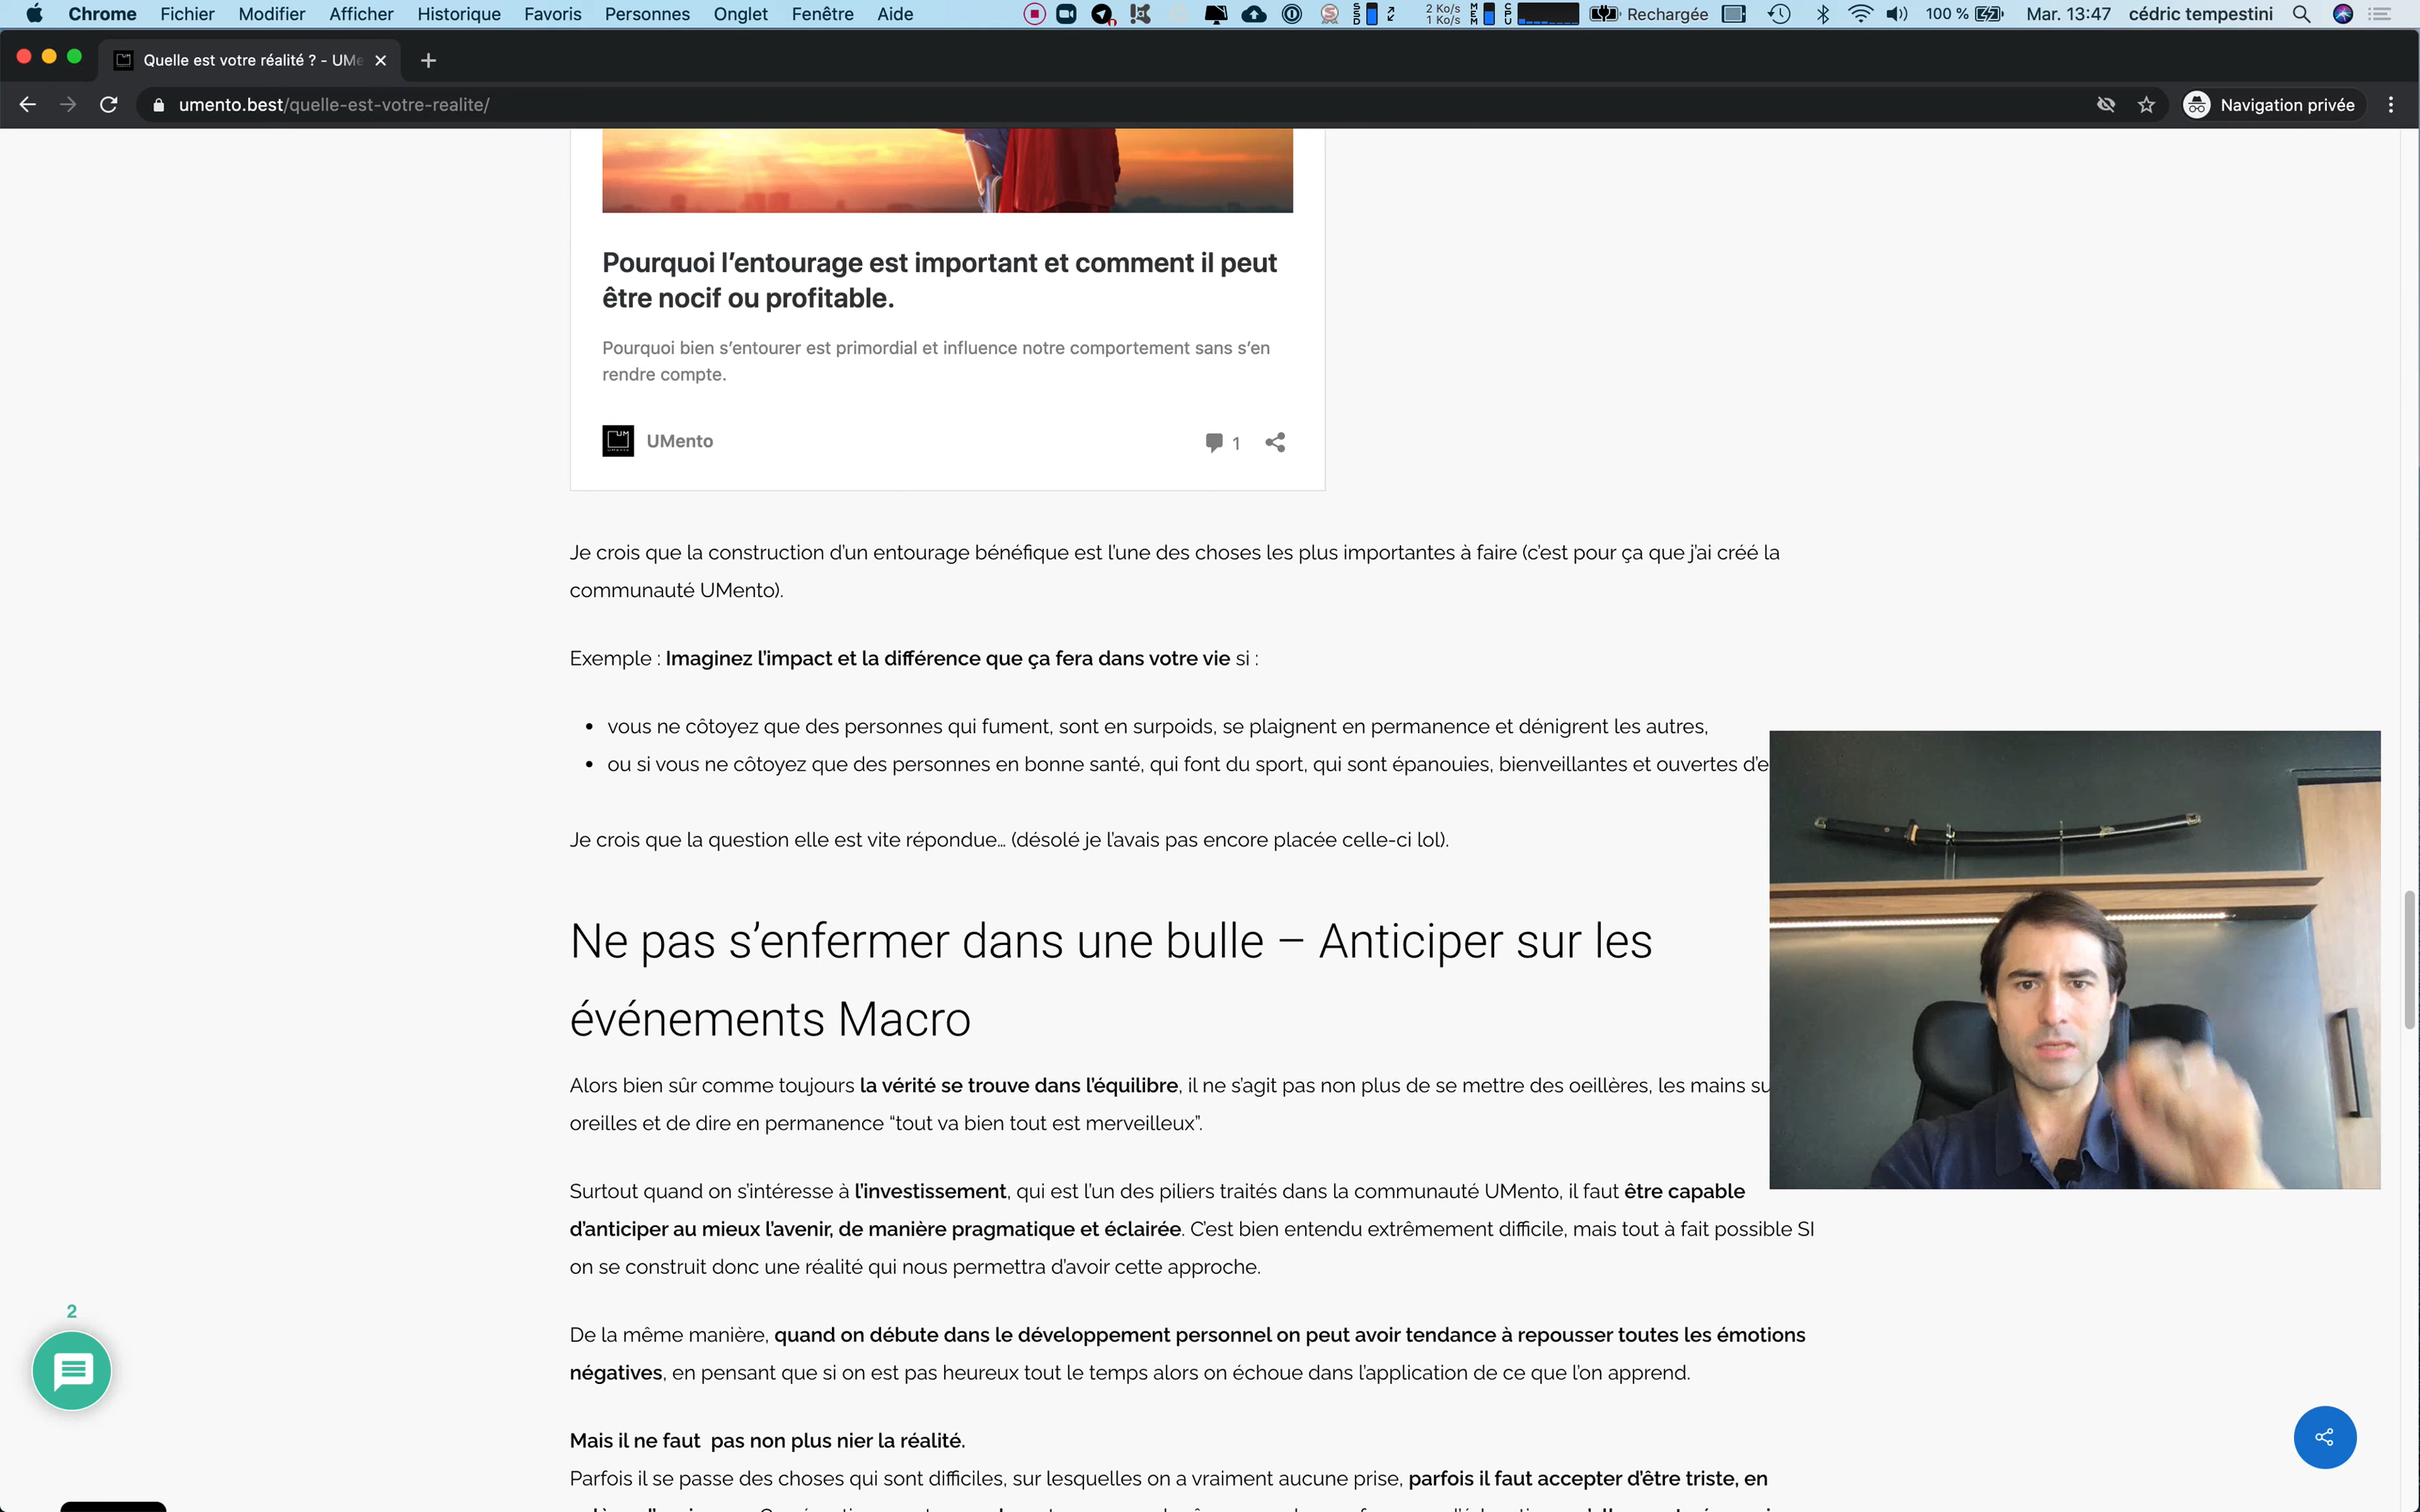 Chrome Fichier Modifier Afficher Historique Favoris Personnes Onglet Fenêtre Aide 2 Ko/s 1 Ko/s Rechargée 100 % Mar. 13:47 cédric tempestini
Quelle est votre réalité ? - UMe
umento.best/quelle-est-votre-realite/ Navigation privée
Pourquoi l’entourage est important et comment il peut
être nocif ou profitable.
Pourquoi bien s’entourer est primordial et influence notre comportement sans s’en
rendre compte.
UMento 1
Je crois que la construction d’un entourage bénéfique est l’une des choses les plus importantes à faire (c’est pour ça que j’ai créé la
communauté UMento).
Exemple : Imaginez l’impact et la différence que ça fera dans votre vie si :
• vous ne côtoyez que des personnes qui fument, sont en surpoids, se plaignent en permanence et dénigrent les autres,
• ou si vous ne côtoyez que des personnes en bonne santé, qui font du sport, qui sont épanouies, bienveillantes et ouvertes d’e
Je crois que la question elle est vite répondue… (désolé je l’avais pas encore placée celle-ci lol).
Ne pas s’enfermer dans une bulle – Anticiper sur les
événements Macro
Alors bien sûr comme toujours la vérité se trouve dans l’équilibre, il ne s’agit pas non plus de se mettre des oeillères, les mains su
oreilles et de dire en permanence “tout va bien tout est merveilleux”.
Surtout quand on s’intéresse à l’investissement, qui est l’un des piliers traités dans la communauté UMento, il faut être capable
d’anticiper au mieux l’avenir, de manière pragmatique et éclairée. C’est bien entendu extrêmement difficile, mais tout à fait possible SI
on se construit donc une réalité qui nous permettra d’avoir cette approche.
De la même manière, quand on débute dans le développement personnel on peut avoir tendance à repousser toutes les émotions
négatives, en pensant que si on est pas heureux tout le temps alors on échoue dans l’application de ce que l’on apprend.
2
Mais il ne faut  pas non plus nier la réalité.
Parfois il se passe des choses qui sont difficiles, sur lesquelles on a vraiment aucune prise, parfois il faut accepter d’être triste, en